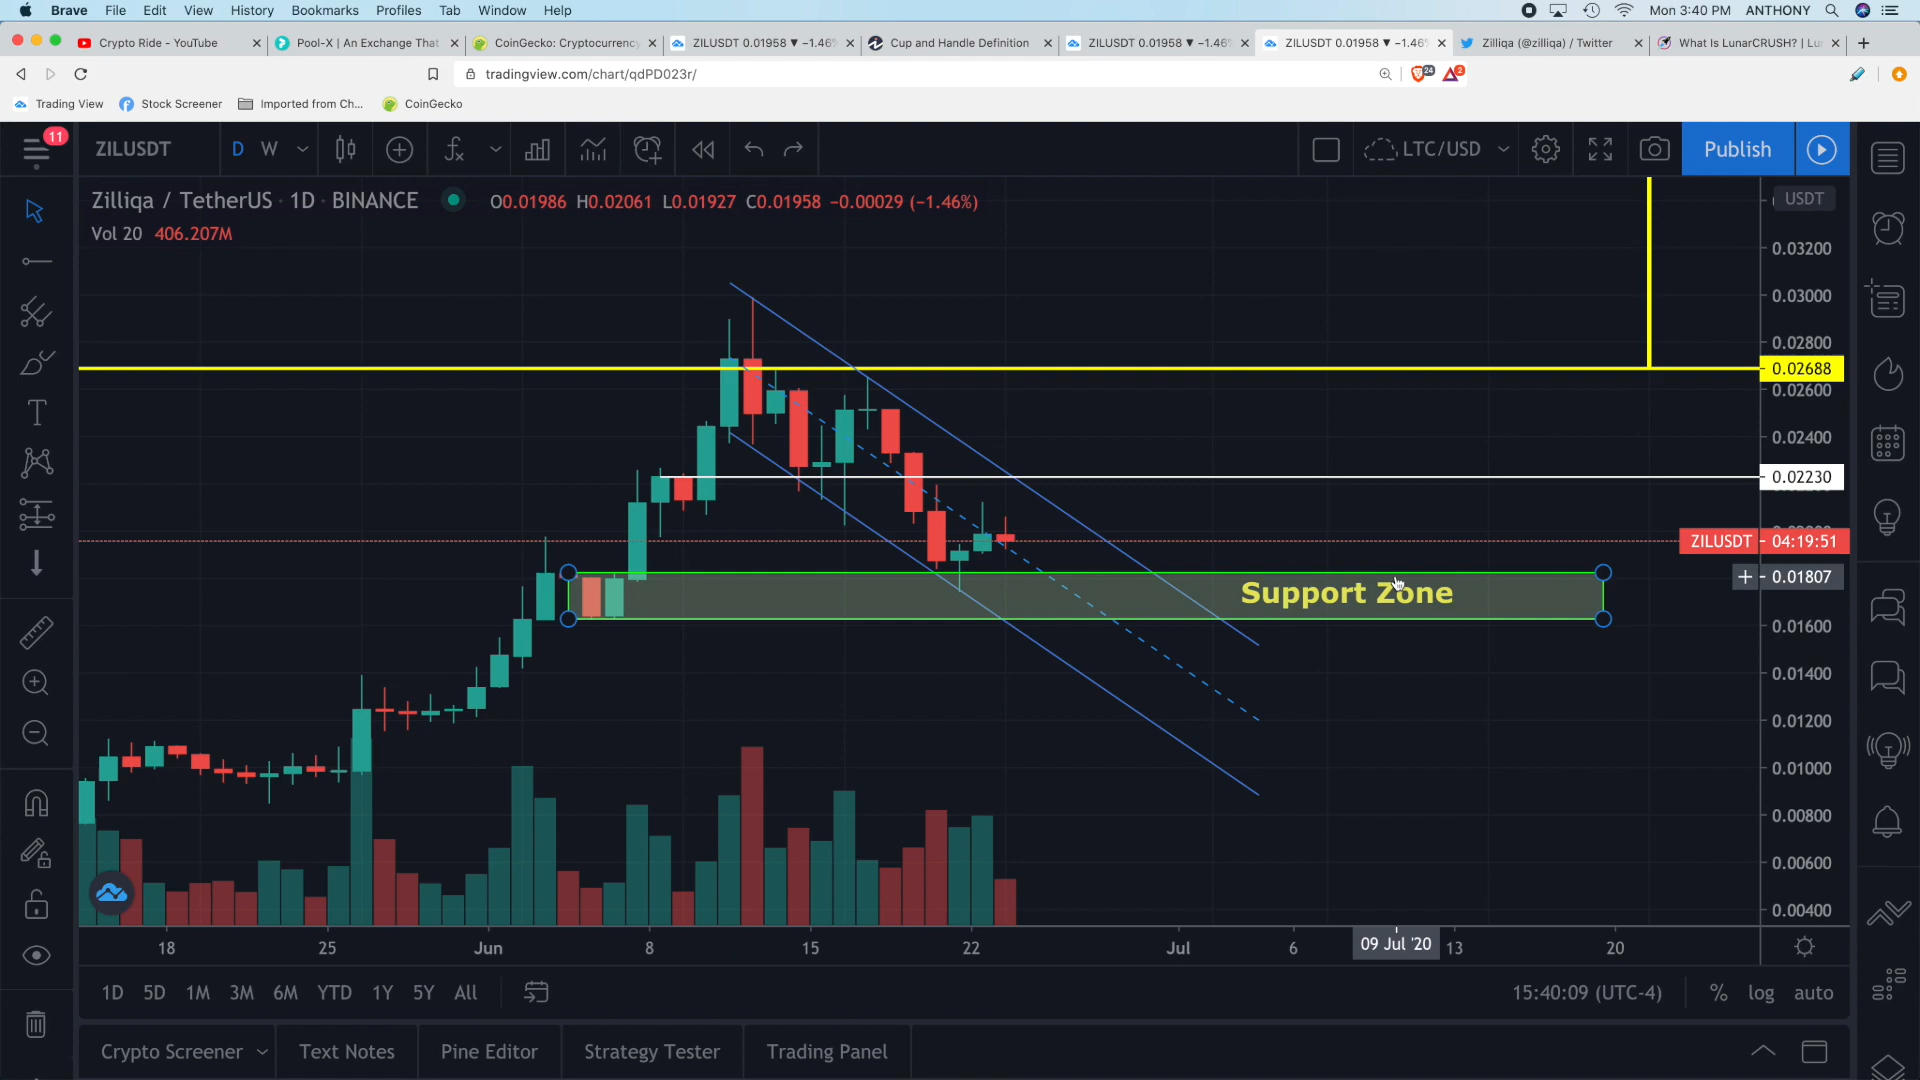 Brave File Edit View History Bookmarks Profiles Tab Window Help Mon 3:40 PM ANTHONY
Crypto Ride - YouTube Pool-X | An Exchange That CoinGecko: Cryptocurrency ZILUSDT 0.01958 ▼ −1.46% Cup and Handle Definition ZILUSDT 0.01958 ▼ −1.46% ZILUSDT 0.01958 ▼ −1.46% Zilliqa (@zilliqa) / Twitter What Is LunarCRUSH? | Lu
tradingview.com/chart/qdPD023r/ 24 2
Trading View Stock Screener Imported from Ch... CoinGecko
11 ZILUSDT D W fx LTC/USD Publish
Zilliqa / TetherUS · 1D · BINANCE O0.01986 H0.02061 L0.01927 C0.01958 −0.00029 (−1.46%) USDT
Vol 20 406.207M
0.03200
0.03000
0.02800
0.02688
0.02600
0.02400
0.02230
ZILUSDT 04:19:51
0.01807
Support Zone
0.01600
0.01400
0.01200
0.01000
0.00800
0.00600
0.00400
18 25 Jun 8 15 22 Jul 6 09 Jul '20 13 20
1D 5D 1M 3M 6M YTD 1Y 5Y All 15:40:09 (UTC-4) % log auto
Crypto Screener Text Notes Pine Editor Strategy Tester Trading Panel